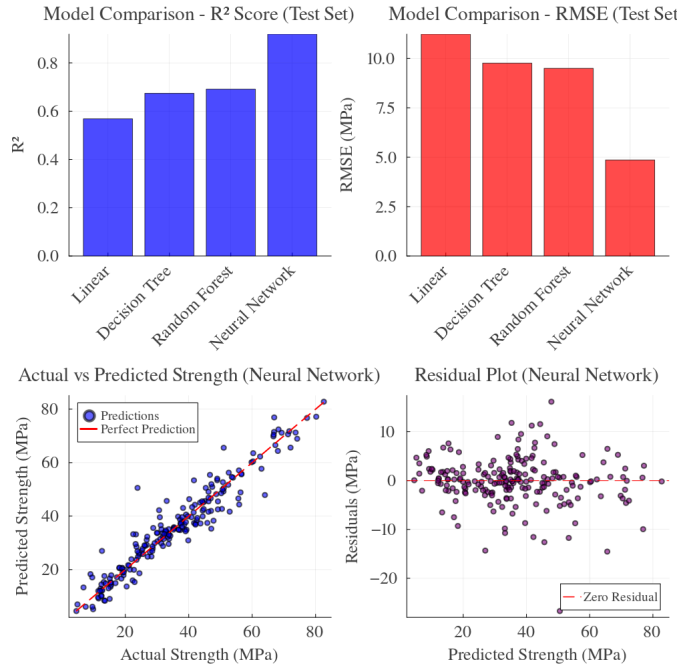 Model Comparison - R² Score (Test Set)
0.8
0.6
0.4
0.2
0.0
R²
Linear
Decision Tree
Random Forest
Neural Network
Model Comparison - RMSE (Test Set)
10.0
7.5
5.0
2.5
0.0
RMSE (MPa)
Linear
Decision Tree
Random Forest
Neural Network
Actual vs Predicted Strength (Neural Network)
Predictions
Perfect Prediction
80
60
40
20
Predicted Strength (MPa)
20
40
60
80
Actual Strength (MPa)
Residual Plot (Neural Network)
10
0
−10
−20
Residuals (MPa)
Zero Residual
20
40
60
80
Predicted Strength (MPa)